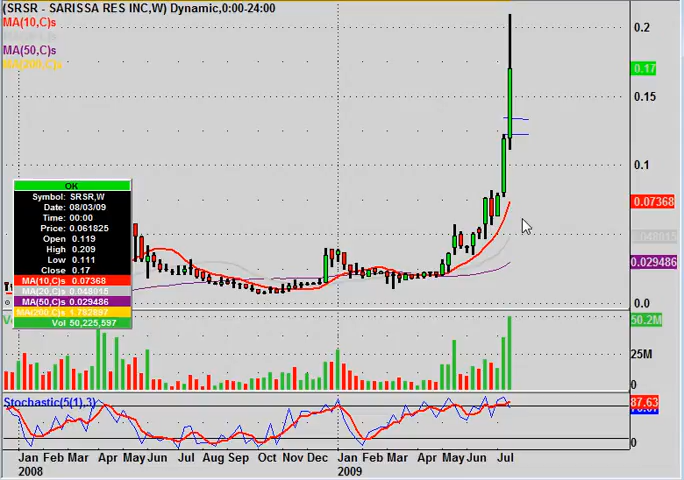 (SRSR - SARISSA RES INC,W) Dynamic,0:00-24:00
MA(10,C)s
MA(50,C)s
MA(200,C)s
0.2
0.17
0.15
0.1
0.07368
0.048015
0.029486
0.0
OK
Symbol: SRSR,W
Date: 08/03/09
Time: 00:00
Price: 0.061825
Open 0.119
High 0.209
Low 0.111
Close 0.17
MA(10,C)s 0.07368
MA(20,C)s 0.048015
MA(50,C)s 0.029486
MA(200,C)s 1.782897
Vol 50,225,597
50.2M
25M
0
Stochastic(5(1),3)
87.63
0
Jan Feb Mar Apr May Jun Jul Aug Sep Oct Nov Dec Jan Feb Mar Apr May Jun Jul
2008 2009